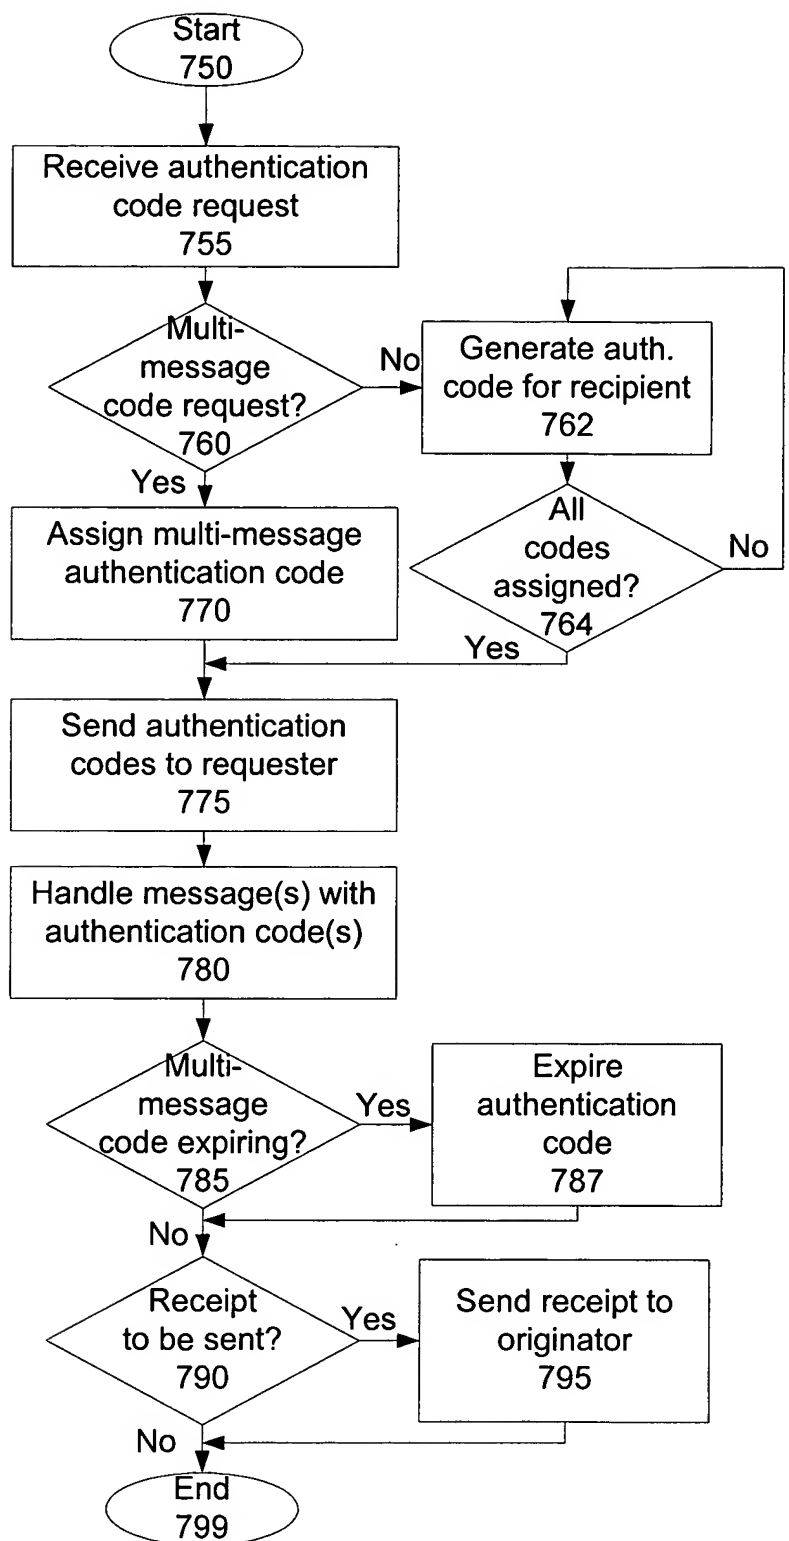 Start
750
Receive authentication
code request
755
Multi-
message
code request?
760
No
Generate auth.
code for recipient
762
Yes
Assign multi-message
authentication code
770
All
codes
assigned?
764
No
Yes
Send authentication
codes to requester
775
Handle message(s) with
authentication code(s)
780
Multi-
message
code expiring?
785
Yes
Expire
authentication
code
787
No
Receipt
to be sent?
790
Yes
Send receipt to
originator
795
No
End
799